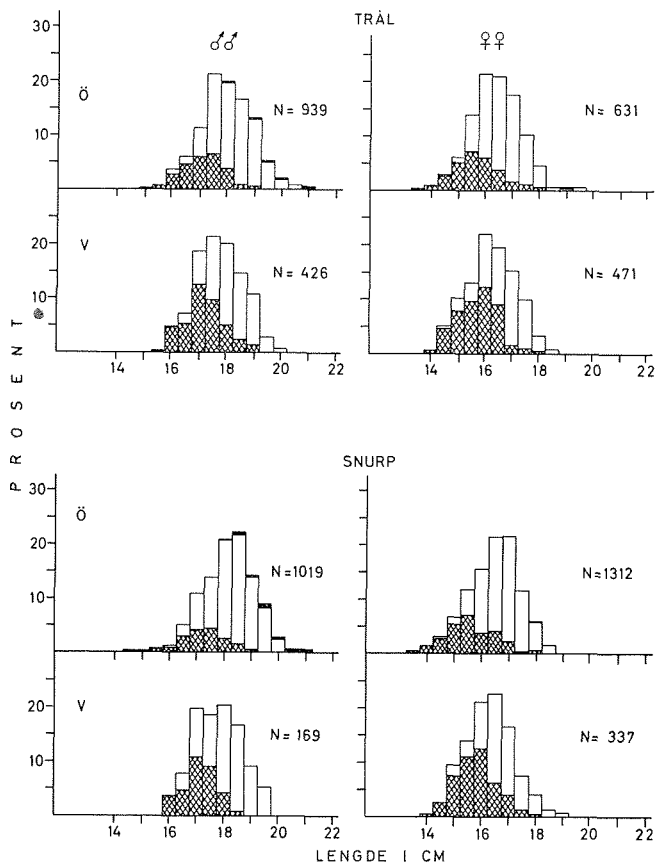 TRÅL
30
♂♂
♀♀
20
Ö
N = 939
N = 631
10
20
V
N = 426
N = 471
10
14 16 18 20 22
14 16 18 20 22
PROSENT
SNURP
30
Ö
20
N=1019
N=1312
10
20
V
N = 169
N = 337
10
14 16 18 20 22
14 16 18 20 22
LENGDE I CM